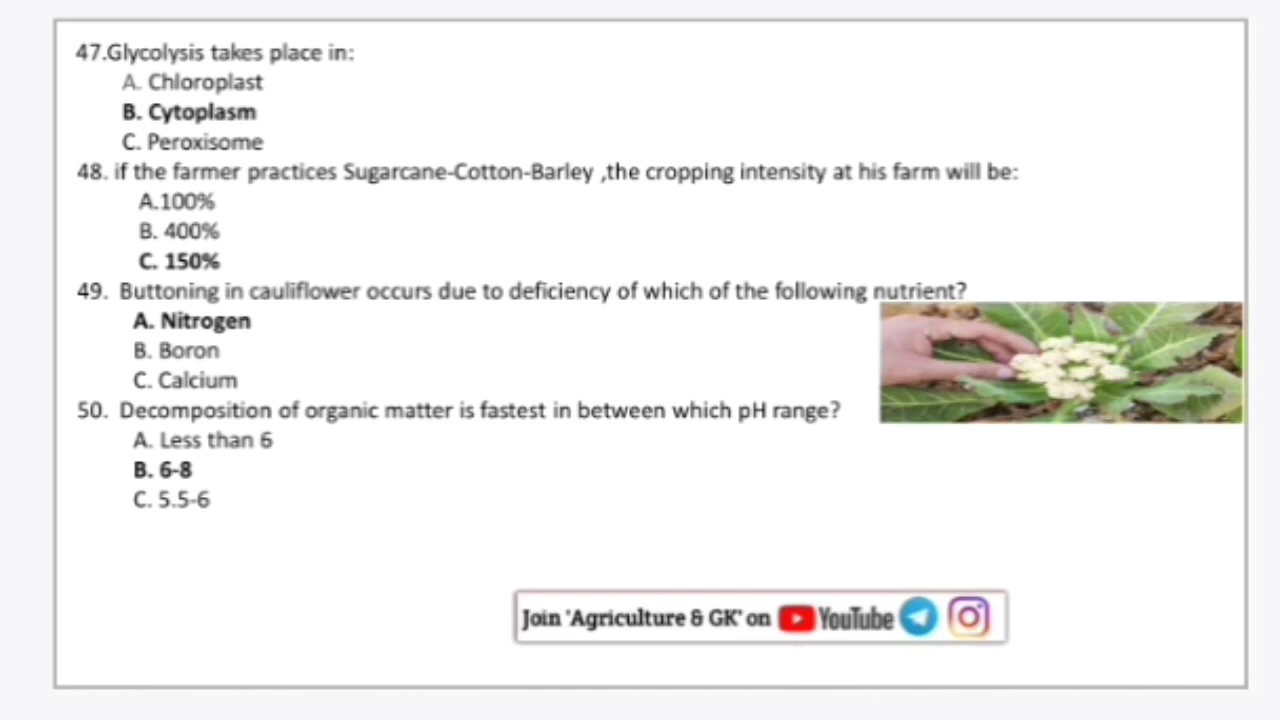 47.Glycolysis takes place in:
A. Chloroplast
B. Cytoplasm
C. Peroxisome
48. if the farmer practices Sugarcane-Cotton-Barley ,the cropping intensity at his farm will be:
A.100%
B. 400%
C. 150%
49. Buttoning in cauliflower occurs due to deficiency of which of the following nutrient?
A. Nitrogen
B. Boron
C. Calcium
50. Decomposition of organic matter is fastest in between which pH range?
A. Less than 6
B. 6-8
C. 5.5-6
Join 'Agriculture & GK' on YouTube